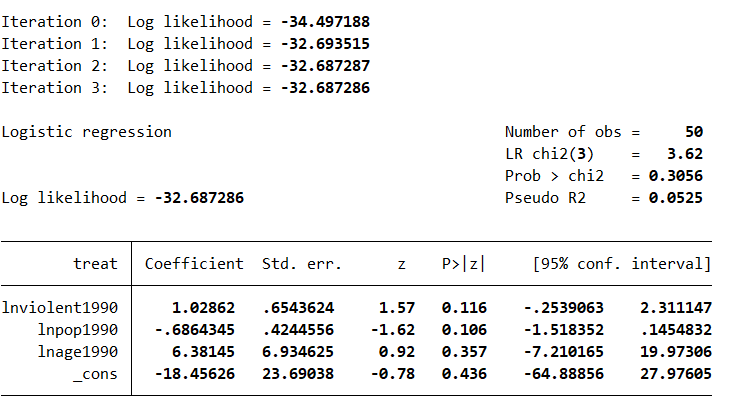 Iteration 0:  Log likelihood = -34.497188
Iteration 1:  Log likelihood = -32.693515
Iteration 2:  Log likelihood = -32.687287
Iteration 3:  Log likelihood = -32.687286
Logistic regression                                     Number of obs =     50
                                                        LR chi2(3)    =   3.62
                                                        Prob > chi2   = 0.3056
Log likelihood = -32.687286                             Pseudo R2     = 0.0525
treat   Coefficient  Std. err.      z    P>|z|     [95% conf. interval]
lnviolent1990      1.02862   .6543624     1.57   0.116    -.2539063    2.311147
lnpop1990    -.6864345   .4244556    -1.62   0.106    -1.518352    .1454832
lnage1990      6.38145   6.934625     0.92   0.357    -7.210165    19.97306
_cons    -18.45626   23.69038    -0.78   0.436    -64.88856    27.97605